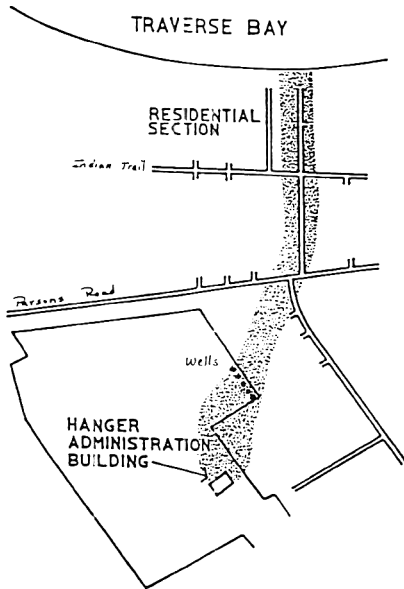 TRAVERSE BAY
RESIDENTIAL
SECTION
Indian Trail
Parsons Road
Wells
HANGER
ADMINISTRATION
BUILDING